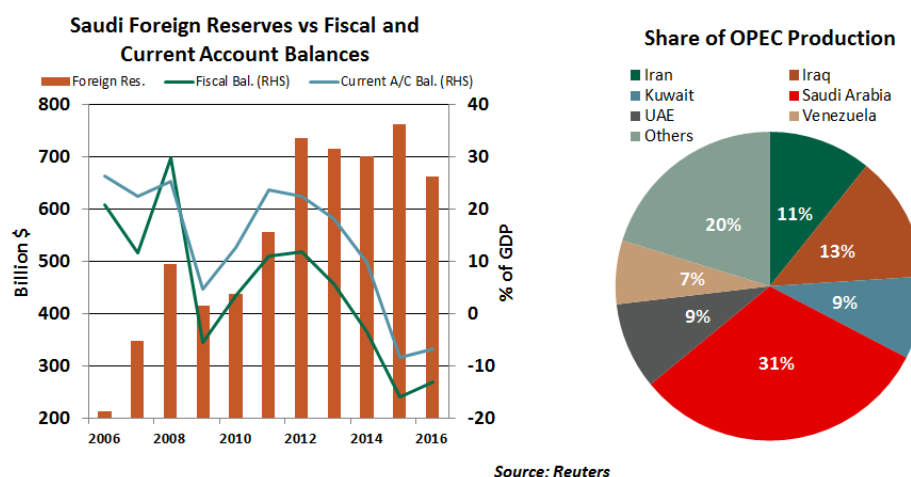 Saudi Foreign Reserves vs Fiscal and
Current Account Balances
Foreign Res. Fiscal Bal. (RHS) Current A/C Bal. (RHS)
800
700
600
500
400
300
200
Billion $
40
30
20
10
0
-10
-20
% of GDP
2006 2008 2010 2012 2014 2016
Share of OPEC Production
Iran Iraq
Kuwait Saudi Arabia
UAE Venezuela
Others
11%
13%
9%
31%
9%
7%
20%
Source: Reuters